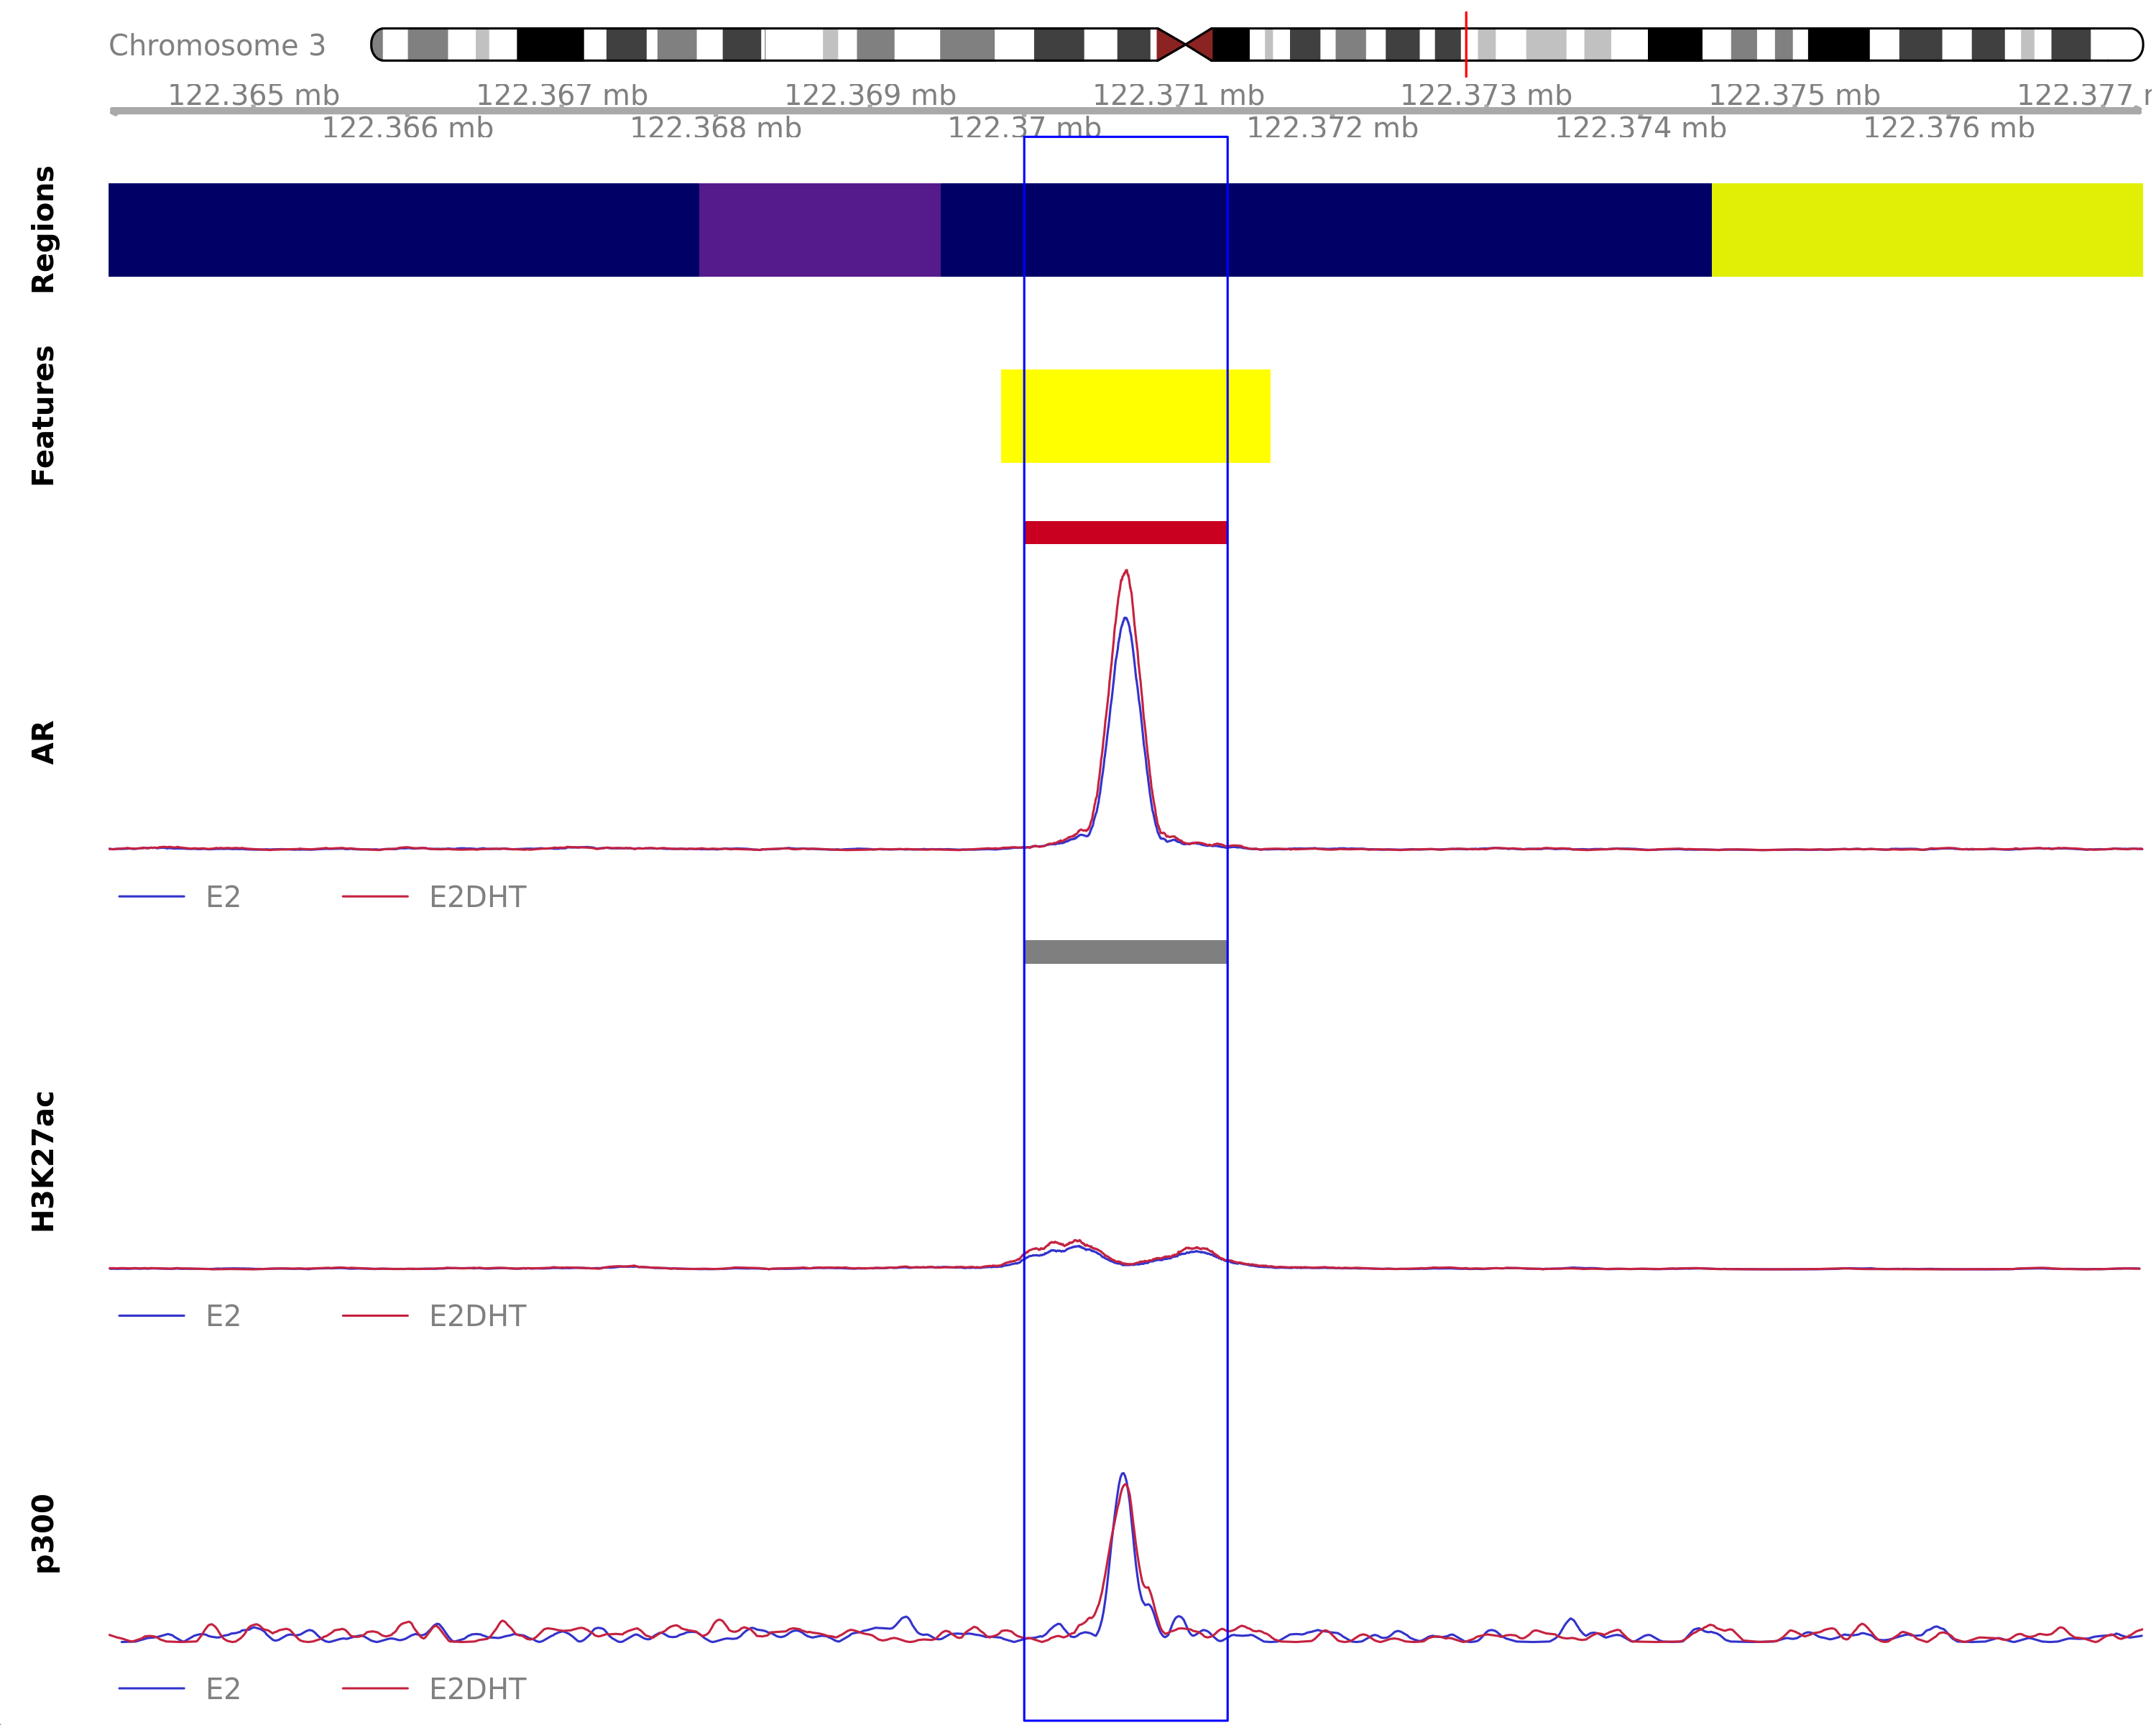 Chromosome 3
122.365 mb 122.367 mb 122.369 mb 122.371 mb 122.373 mb 122.375 mb 122.377
122.366 mb 122.368 mb 122.37 mb 122.372 mb 122.374 mb 122.376 mb
Regions
Features
AR
E2 E2DHT
H3K27ac
E2 E2DHT
p300
E2 E2DHT